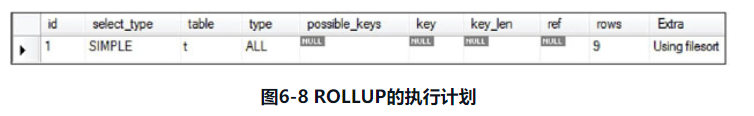 id select_type table type possible_keys key key_len ref rows Extra
1 SIMPLE t ALL NULL NULL NULL NULL 9 Using filesort
图6-8 ROLLUP的执行计划